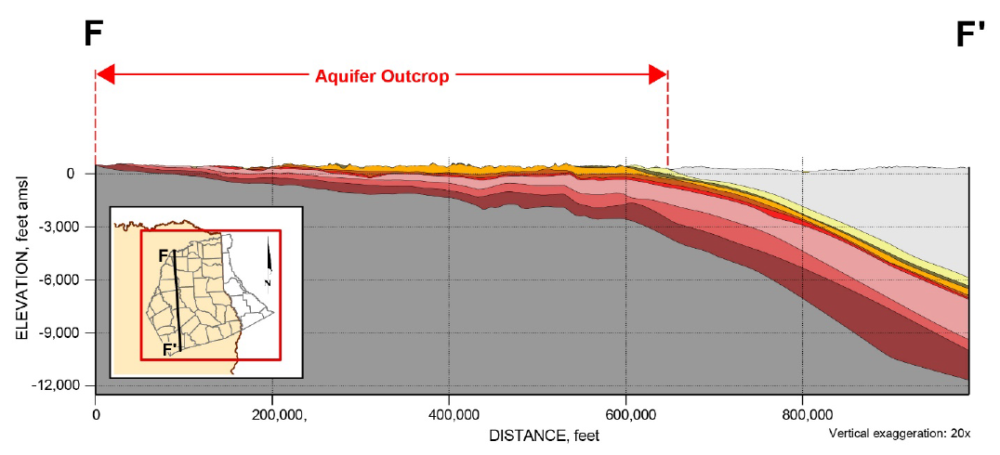 F
F'
Aquifer Outcrop
ELEVATION, feet amsl
0
-3,000
-6,000
-9,000
-12,000
F
F'
N
0
200,000,
400,000
600,000
800,000
DISTANCE, feet
Vertical exaggeration: 20x